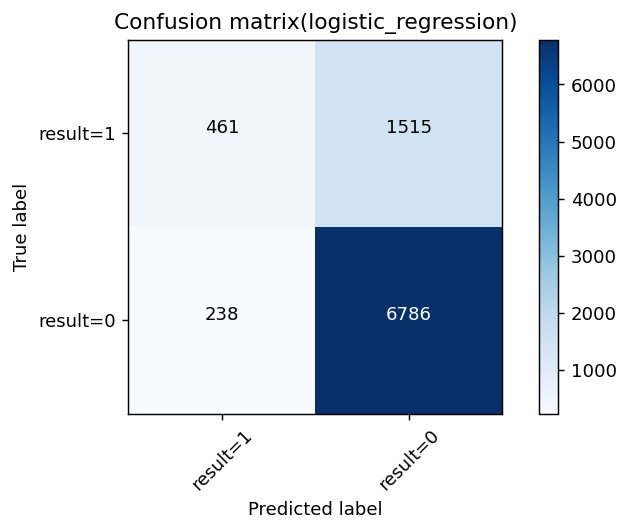 Confusion matrix(logistic_regression)
True label
result=1
461
1515
result=0
238
6786
result=1
result=0
Predicted label
6000
5000
4000
3000
2000
1000